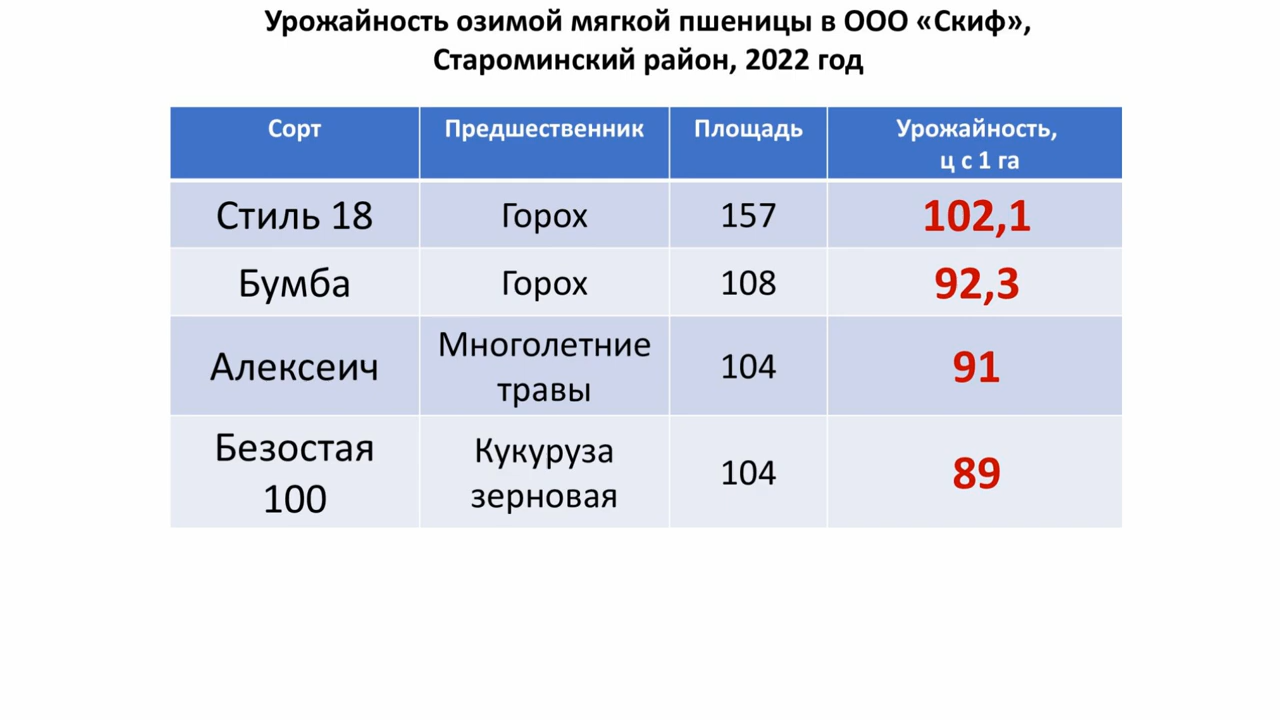 Урожайность озимой мягкой пшеницы в ООО «Скиф»,
Староминский район, 2022 год
Сорт Предшественник Площадь Урожайность,
ц с 1 га
Стиль 18 Горох 157 102,1
Бумба Горох 108 92,3
Алексеич Многолетние травы 104 91
Безостая 100 Кукуруза зерновая 104 89